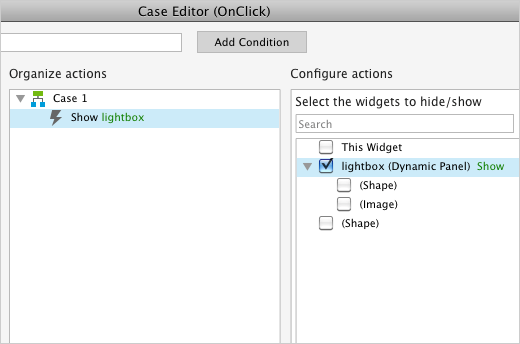 Case Editor (OnClick)
Add Condition
Organize actions
Case 1
Show lightbox
Configure actions
Select the widgets to hide/show
Search
This Widget
lightbox (Dynamic Panel) Show
(Shape)
(Image)
(Shape)